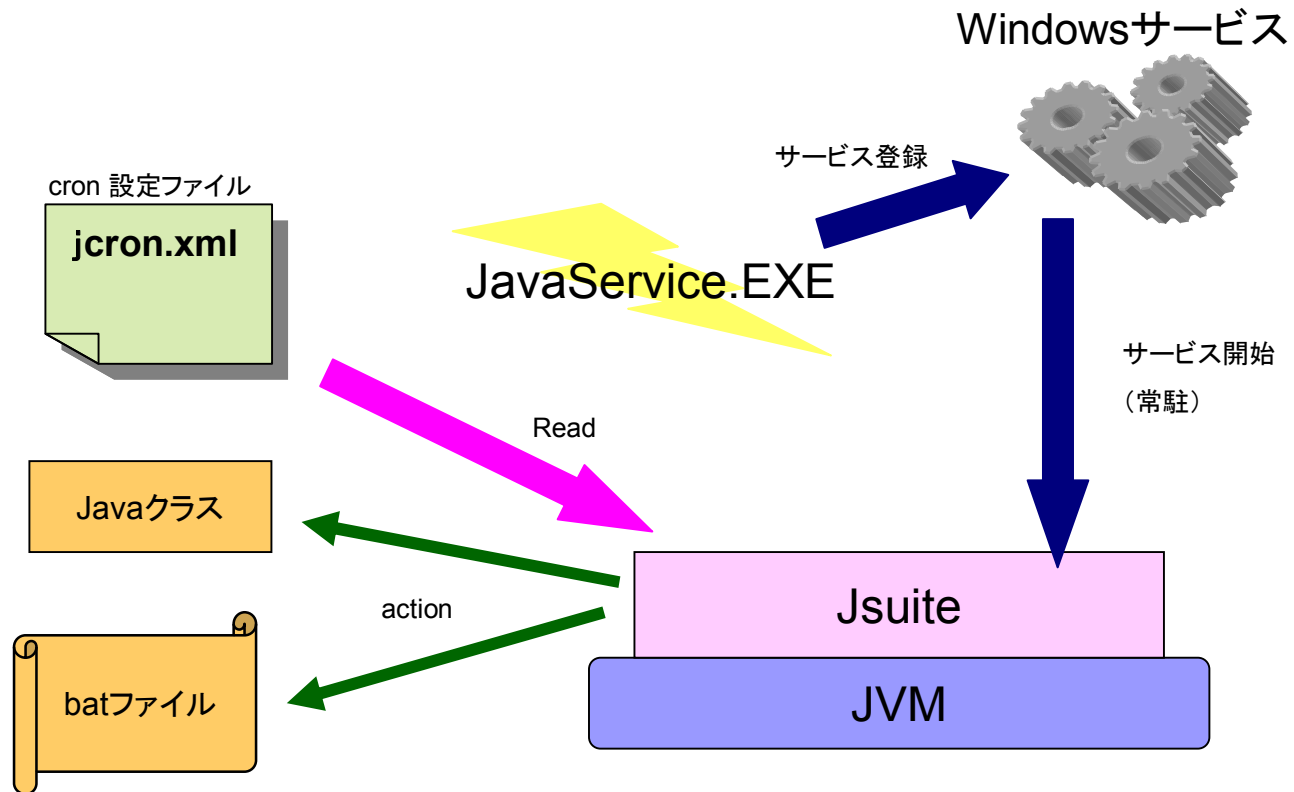 Windowsサービス
サービス登録
cron 設定ファイル
jcron.xml
JavaService.EXE
サービス開始
（常駐）
Read
Javaクラス
action
Jsuite
batファイル
JVM